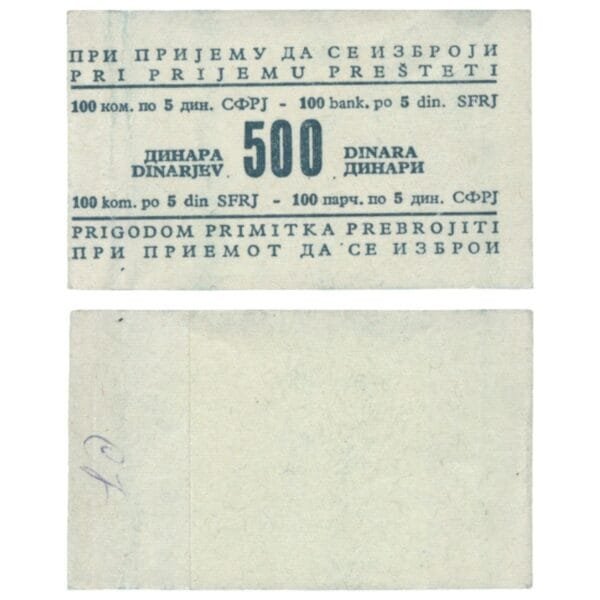 ПРИ ПРИЈЕМУ ДА СЕ ИЗБРОЈИ
PRI PRIJEMU PREŠTETI
100 ком. по 5 дин. СФРЈ - 100 bank. po 5 din. SFRJ
ДИНАРА 500 DINARA
DINARJEV ДИНАРИ
100 kom. po 5 din SFRJ - 100 парч. по 5 дин. СФРЈ
PRIGODOM PRIMITKA PREBROJITI
ПРИ ПРИЕМОТ ДА СЕ ИЗБРОИ